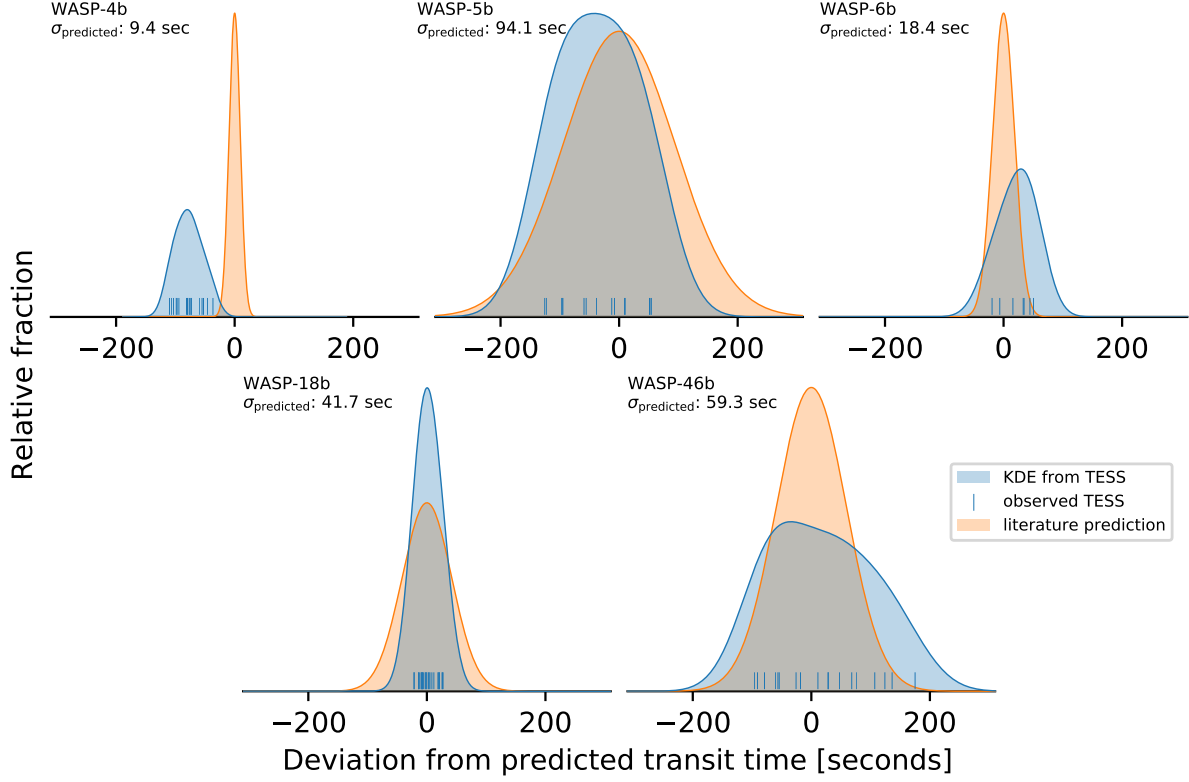 WASP-4b
σpredicted: 9.4 sec
WASP-5b
σpredicted: 94.1 sec
WASP-6b
σpredicted: 18.4 sec
−200 0 200
−200 0 200
−200 0 200
Relative fraction
WASP-18b
σpredicted: 41.7 sec
WASP-46b
σpredicted: 59.3 sec
KDE from TESS
observed TESS
literature prediction
−200 0 200
−200 0 200
Deviation from predicted transit time [seconds]